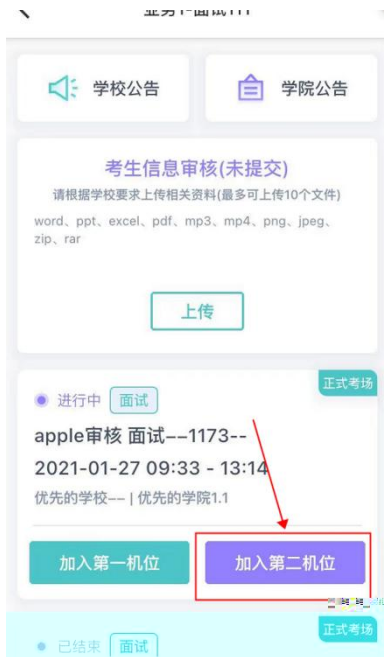 学校公告
学院公告
考生信息审核(未提交)
请根据学校要求上传相关资料(最多可上传10个文件)
word、ppt、excel、pdf、mp3、mp4、png、jpeg、
zip、rar
上传
正式考场
进行中 面试
apple审核 面试--1173--
2021-01-27 09:33 - 13:14
优先的学校-- | 优先的学院1.1
加入第一机位
加入第二机位
正式考场
已结束 面试